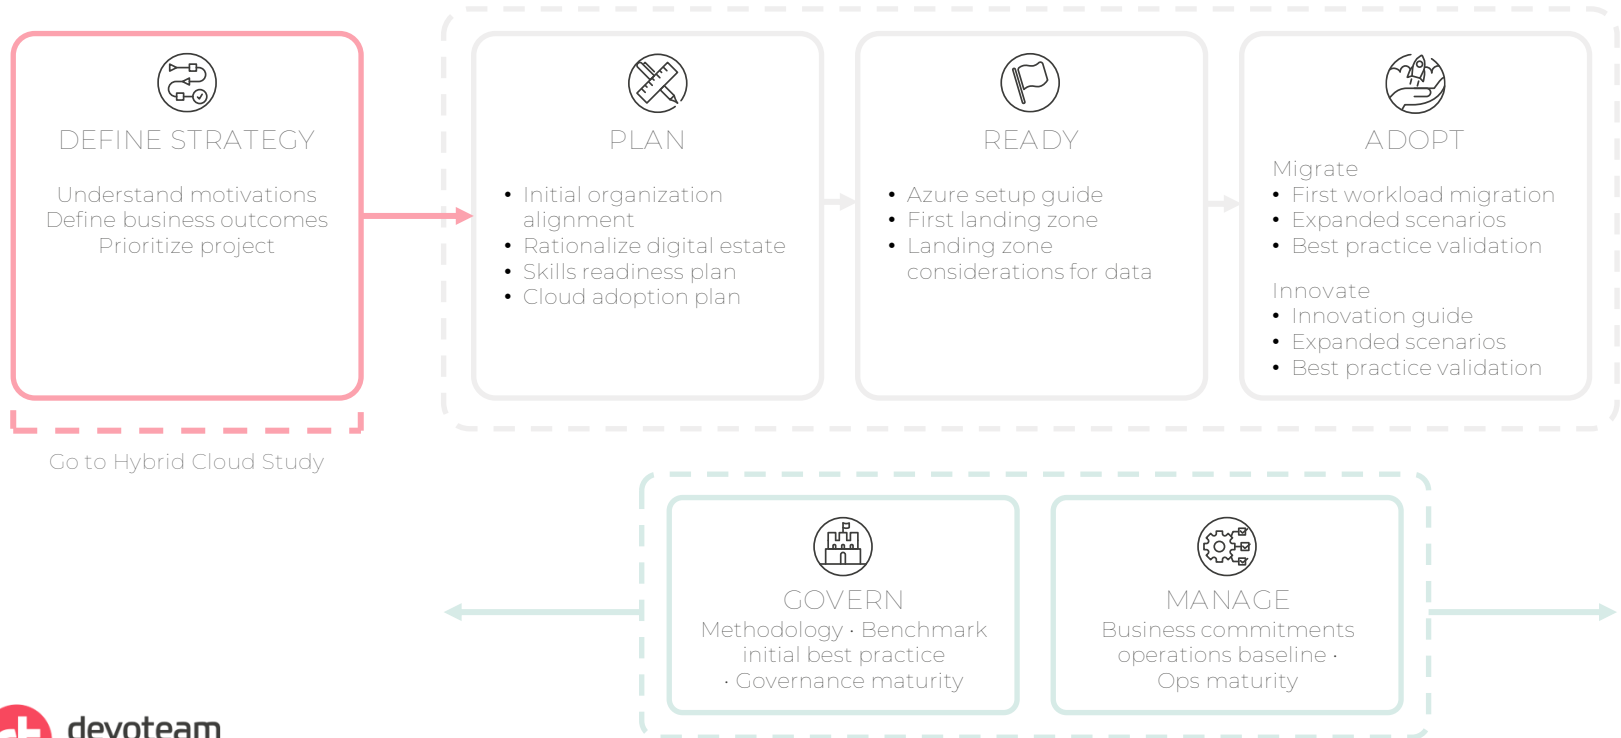 DEFINE STRATEGY
Understand motivations
Define business outcomes
Prioritize project
Go to Hybrid Cloud Study
PLAN
• Initial organization
alignment
• Rationalize digital estate
• Skills readiness plan
• Cloud adoption plan
READY
• Azure setup guide
• First landing zone
• Landing zone
considerations for data
ADOPT
Migrate
• First workload migration
• Expanded scenarios
• Best practice validation
Innovate
• Innovation guide
• Expanded scenarios
• Best practice validation
GOVERN
Methodology · Benchmark
initial best practice
· Governance maturity
MANAGE
Business commitments
operations baseline ·
Ops maturity
devoteam